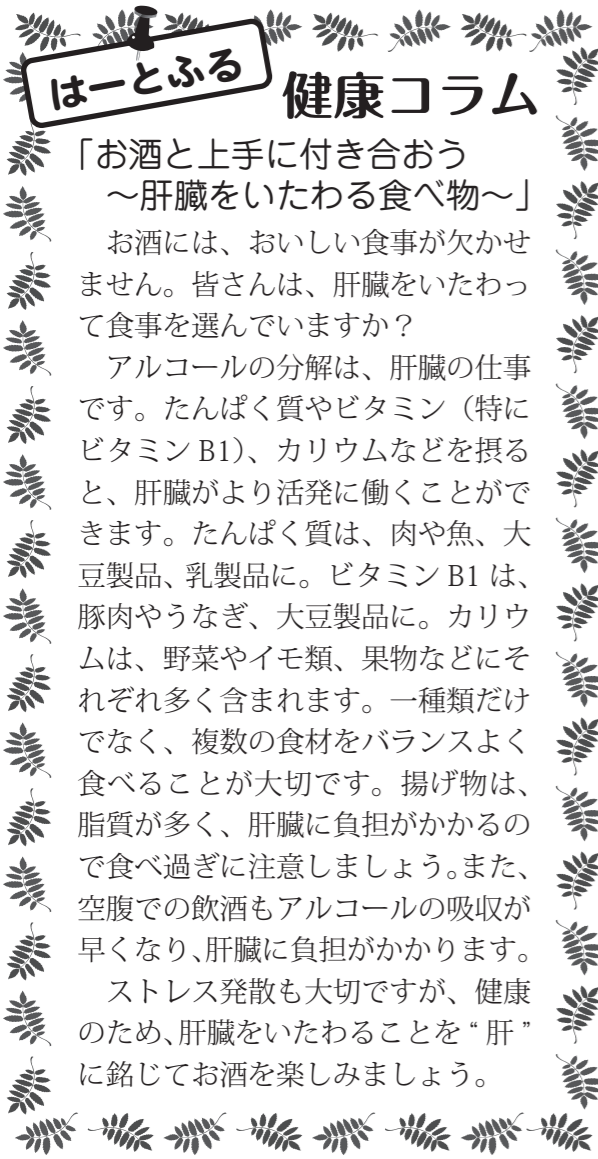 はーとふる
健康コラム
「お酒と上手に付き合おう
～肝臓をいたわる食べ物～」
お酒には、おいしい食事が欠かせ
ません。皆さんは、肝臓をいたわっ
て食事を選んでいますか？
アルコールの分解は、肝臓の仕事
です。たんぱく質やビタミン（特に
ビタミン B1）、カリウムなどを摂る
と、肝臓がより活発に働くことがで
きます。たんぱく質は、肉や魚、大
豆製品、乳製品に。ビタミン B1 は、
豚肉やうなぎ、大豆製品に。カリウ
ムは、野菜やイモ類、果物などにそ
れぞれ多く含まれます。一種類だけ
でなく、複数の食材をバランスよく
食べることが大切です。揚げ物は、
脂質が多く、肝臓に負担がかかるの
で食べ過ぎに注意しましょう。また、
空腹での飲酒もアルコールの吸収が
早くなり、肝臓に負担がかかります。
ストレス発散も大切ですが、健康
のため、肝臓をいたわることを“肝”
に銘じてお酒を楽しみましょう。